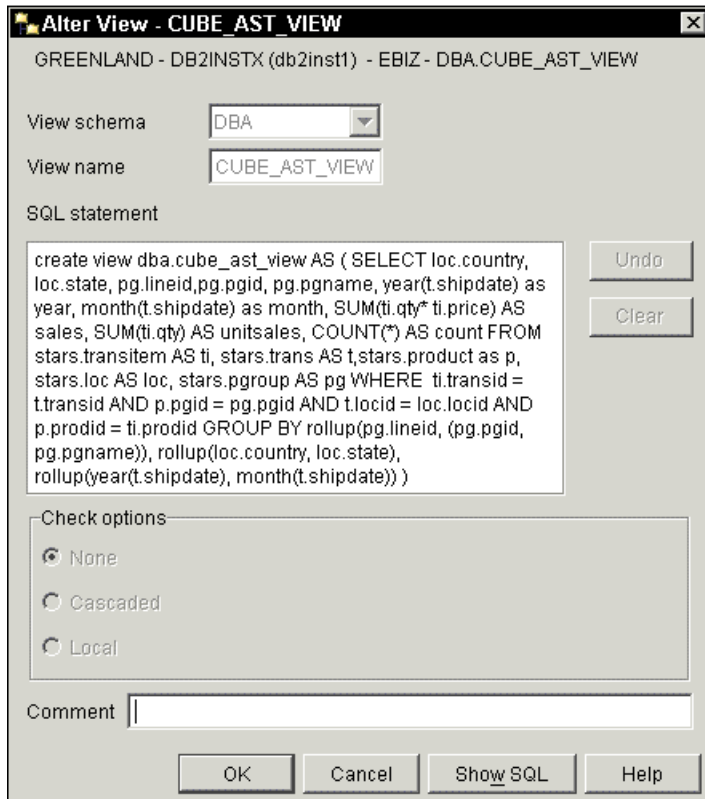 Alter View - CUBE_AST_VIEW
GREENLAND - DB2INSTX (db2inst1) - EBIZ - DBA.CUBE_AST_VIEW
View schema DBA
View name CUBE_AST_VIEW
SQL statement
create view dba.cube_ast_view AS ( SELECT loc.country,
loc.state, pg.lineid,pg.pgid, pg.pgname, year(t.shipdate) as
year, month(t.shipdate) as month, SUM(ti.qty* ti.price) AS
sales, SUM(ti.qty) AS unitsales, COUNT(*) AS count FROM
stars.transitem AS ti, stars.trans AS t,stars.product as p,
stars.loc AS loc, stars.pgroup AS pg WHERE  ti.transid =
t.transid AND p.pgid = pg.pgid AND t.locid = loc.locid AND
p.prodid = ti.prodid GROUP BY rollup(pg.lineid, (pg.pgid,
pg.pgname)), rollup(loc.country, loc.state),
rollup(year(t.shipdate), month(t.shipdate)) )
Undo
Clear
Check options
None
Cascaded
Local
Comment
OK Cancel Show SQL Help